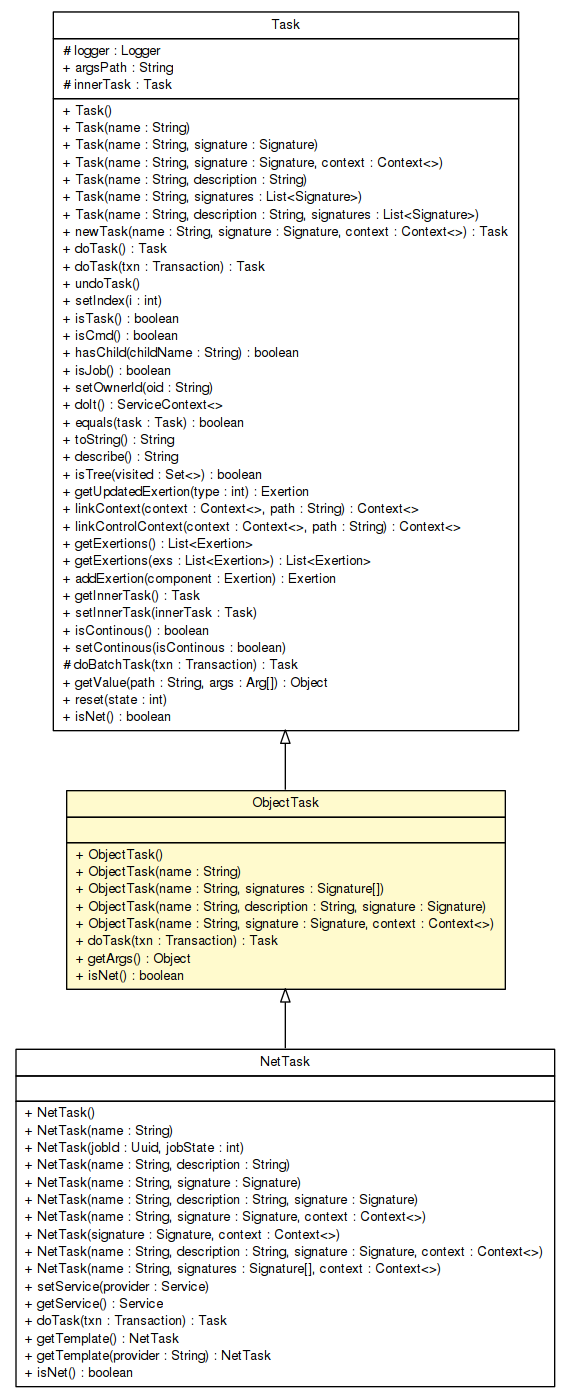 Task
# logger : Logger
+ argsPath : String
# innerTask : Task
+ Task()
+ Task(name : String)
+ Task(name : String, signature : Signature)
+ Task(name : String, signature : Signature, context : Context<>)
+ Task(name : String, description : String)
+ Task(name : String, signatures : List<Signature>)
+ Task(name : String, description : String, signatures : List<Signature>)
+ newTask(name : String, signature : Signature, context : Context<>) : Task
+ doTask() : Task
+ doTask(txn : Transaction) : Task
+ undoTask()
+ setIndex(i : int)
+ isTask() : boolean
+ isCmd() : boolean
+ hasChild(childName : String) : boolean
+ isJob() : boolean
+ setOwnerId(oid : String)
+ doIt() : ServiceContext<>
+ equals(task : Task) : boolean
+ toString() : String
+ describe() : String
+ isTree(visited : Set<>) : boolean
+ getUpdatedExertion(type : int) : Exertion
+ linkContext(context : Context<>, path : String) : Context<>
+ linkControlContext(context : Context<>, path : String) : Context<>
+ getExertions() : List<Exertion>
+ getExertions(exs : List<Exertion>) : List<Exertion>
+ addExertion(component : Exertion) : Exertion
+ getInnerTask() : Task
+ setInnerTask(innerTask : Task)
+ isContinous() : boolean
+ setContinous(isContinous : boolean)
# doBatchTask(txn : Transaction) : Task
+ getValue(path : String, args : Arg[]) : Object
+ reset(state : int)
+ isNet() : boolean
ObjectTask
+ ObjectTask()
+ ObjectTask(name : String)
+ ObjectTask(name : String, signatures : Signature[])
+ ObjectTask(name : String, description : String, signature : Signature)
+ ObjectTask(name : String, signature : Signature, context : Context<>)
+ doTask(txn : Transaction) : Task
+ getArgs() : Object
+ isNet() : boolean
NetTask
+ NetTask()
+ NetTask(name : String)
+ NetTask(jobId : Uuid, jobState : int)
+ NetTask(name : String, description : String)
+ NetTask(name : String, signature : Signature)
+ NetTask(name : String, description : String, signature : Signature)
+ NetTask(name : String, signature : Signature, context : Context<>)
+ NetTask(signature : Signature, context : Context<>)
+ NetTask(name : String, description : String, signature : Signature, context : Context<>)
+ NetTask(name : String, signatures : Signature[], context : Context<>)
+ setService(provider : Service)
+ getService() : Service
+ doTask(txn : Transaction) : Task
+ getTemplate() : NetTask
+ getTemplate(provider : String) : NetTask
+ isNet() : boolean